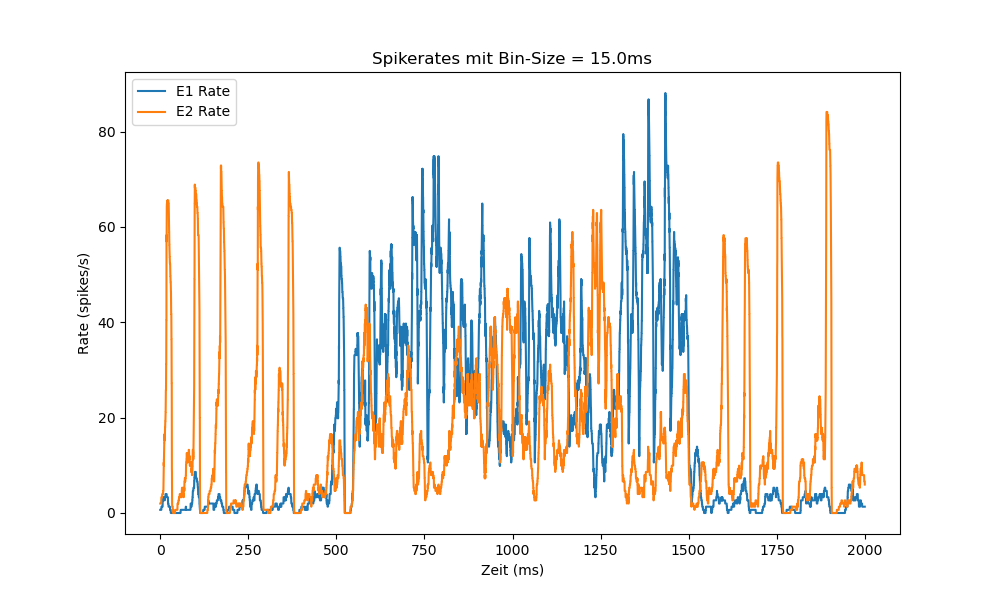 Spikerates mit Bin-Size = 15.0ms
E1 Rate
E2 Rate
Rate (spikes/s)
80
60
40
20
0
0 250 500 750 1000 1250 1500 1750 2000
Zeit (ms)